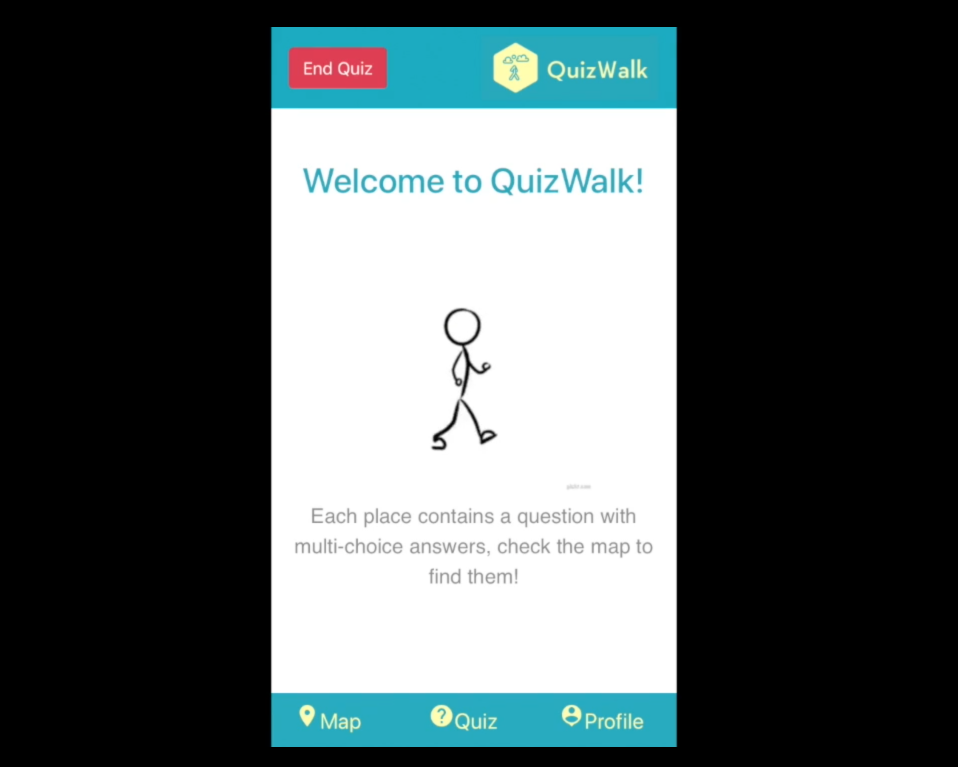 End Quiz
QuizWalk
Welcome to QuizWalk!
Each place contains a question with
multi-choice answers, check the map to
find them!
Map
Quiz
Profile